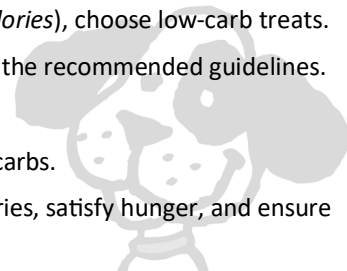 lories), choose low-carb treats.
the recommended guidelines.
carbs.
ries, satisfy hunger, and ensure